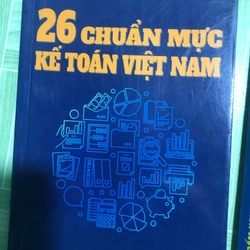 26 CHUẨN MỰC
KẾ TOÁN VIỆT NAM